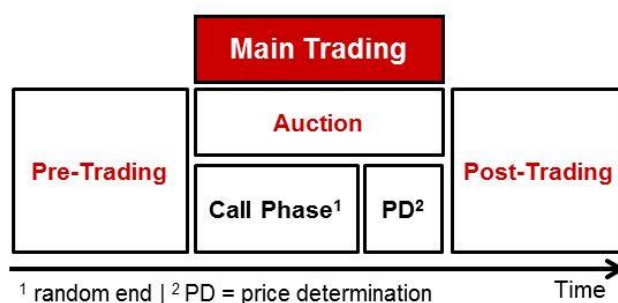 Main Trading
Auction
Pre-Trading
Call Phase¹
PD²
Post-Trading
¹ random end | ² PD = price determination
Time